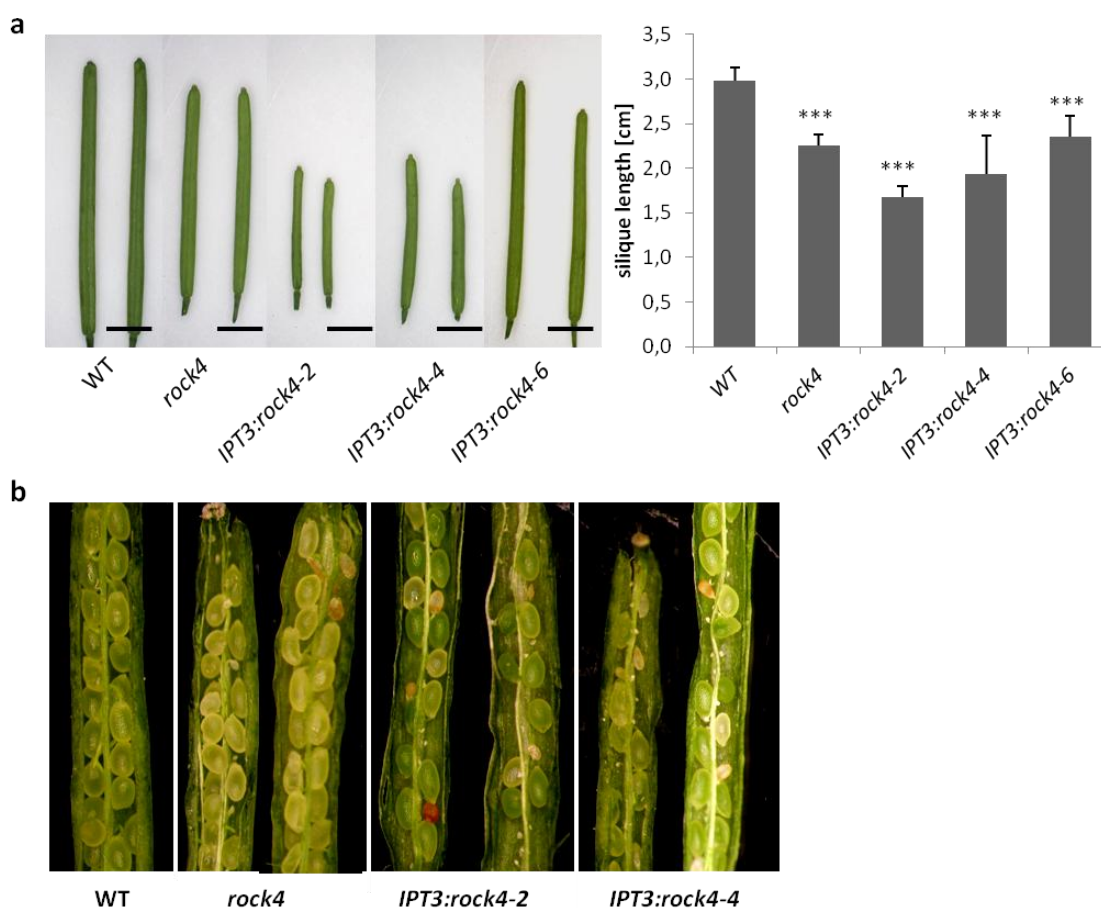 a
WT
rock4
IPT3:rock4-2
IPT3:rock4-4
IPT3:rock4-6
silique length [cm]
3,5
3,0
2,5
2,0
1,5
1,0
0,5
0,0
***
***
***
***
WT
rock4
IPT3:rock4-2
IPT3:rock4-4
IPT3:rock4-6
b
WT
rock4
IPT3:rock4-2
IPT3:rock4-4